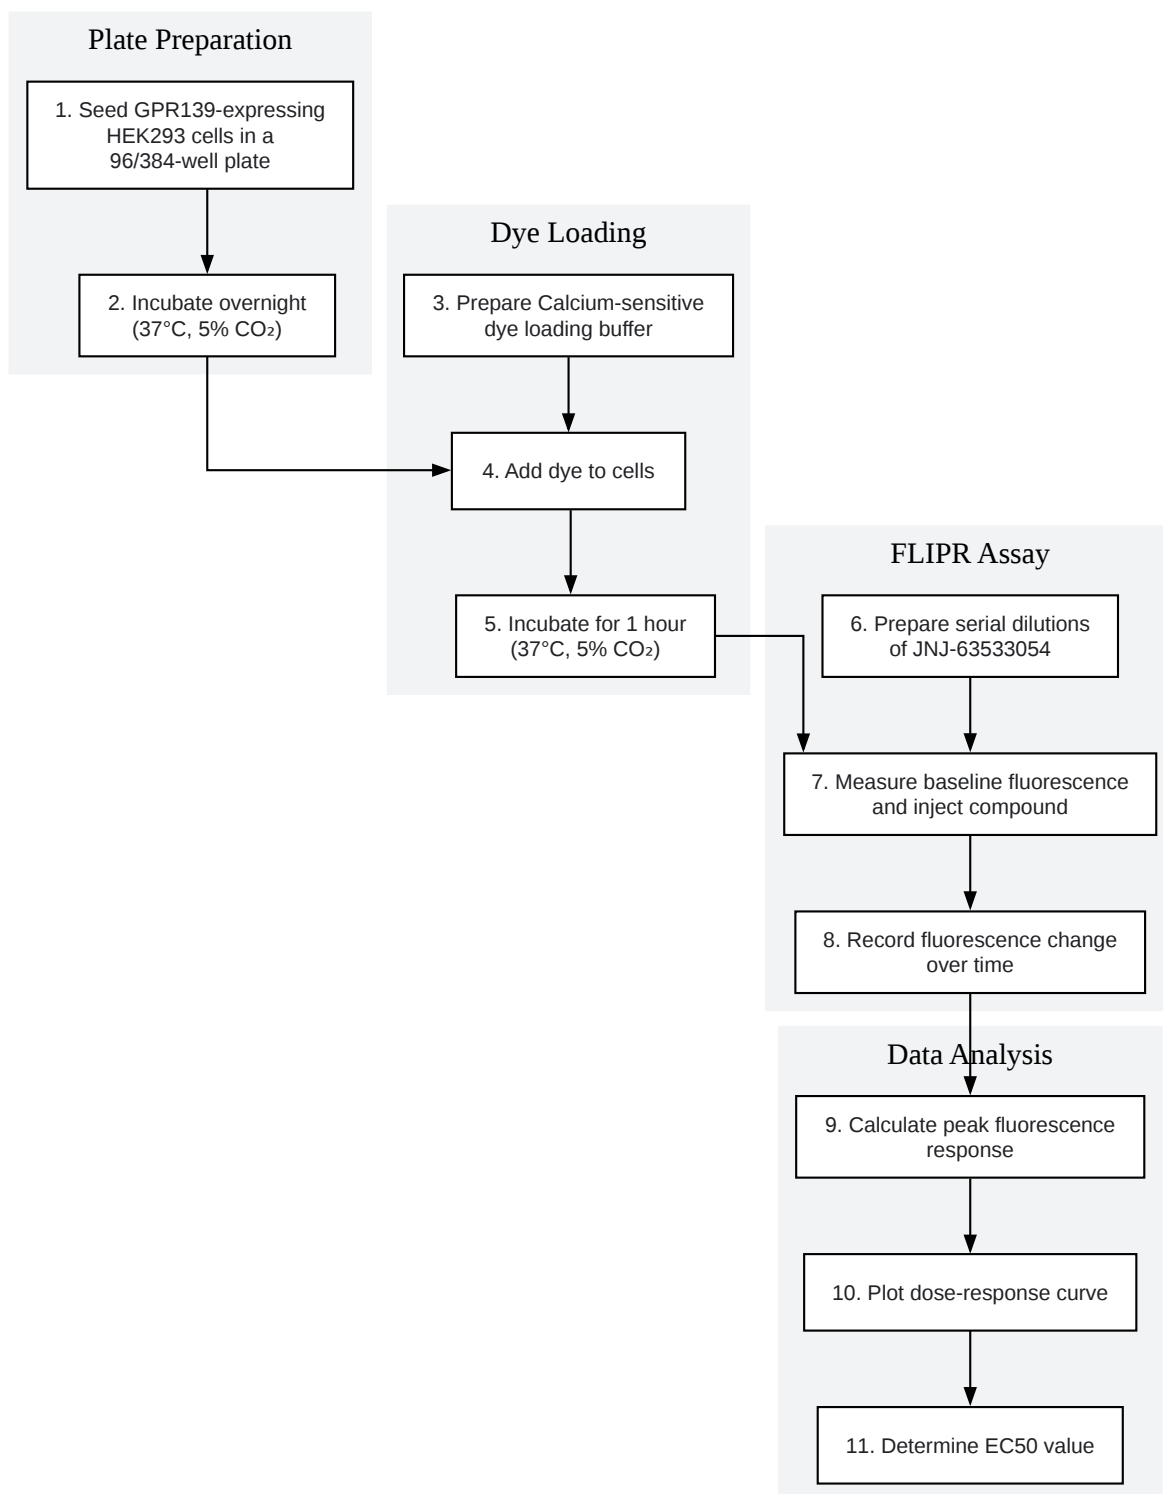 Plate Preparation
1. Seed GPR139-expressing
HEK293 cells in a
96/384-well plate
2. Incubate overnight
(37°C, 5% CO₂)
Dye Loading
3. Prepare Calcium-sensitive
dye loading buffer
4. Add dye to cells
5. Incubate for 1 hour
(37°C, 5% CO₂)
FLIPR Assay
6. Prepare serial dilutions
of JNJ-63533054
7. Measure baseline fluorescence
and inject compound
8. Record fluorescence change
over time
Data Analysis
9. Calculate peak fluorescence
response
10. Plot dose-response curve
11. Determine EC50 value